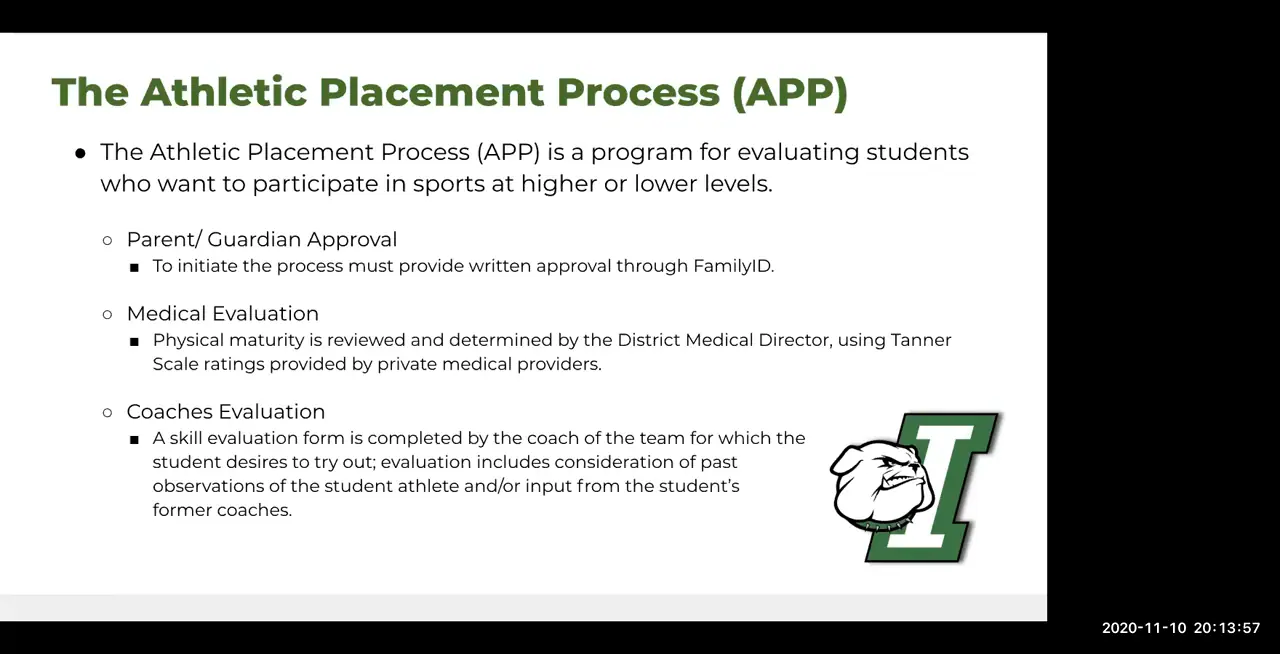 The Athletic Placement Process (APP)
● The Athletic Placement Process (APP) is a program for evaluating students
who want to participate in sports at higher or lower levels.
○ Parent/ Guardian Approval
■ To initiate the process must provide written approval through FamilyID.
○ Medical Evaluation
■ Physical maturity is reviewed and determined by the District Medical Director, using Tanner
Scale ratings provided by private medical providers.
○ Coaches Evaluation
■ A skill evaluation form is completed by the coach of the team for which the
student desires to try out; evaluation includes consideration of past
observations of the student athlete and/or input from the student’s
former coaches.
I
2020-11-10 20:13:57